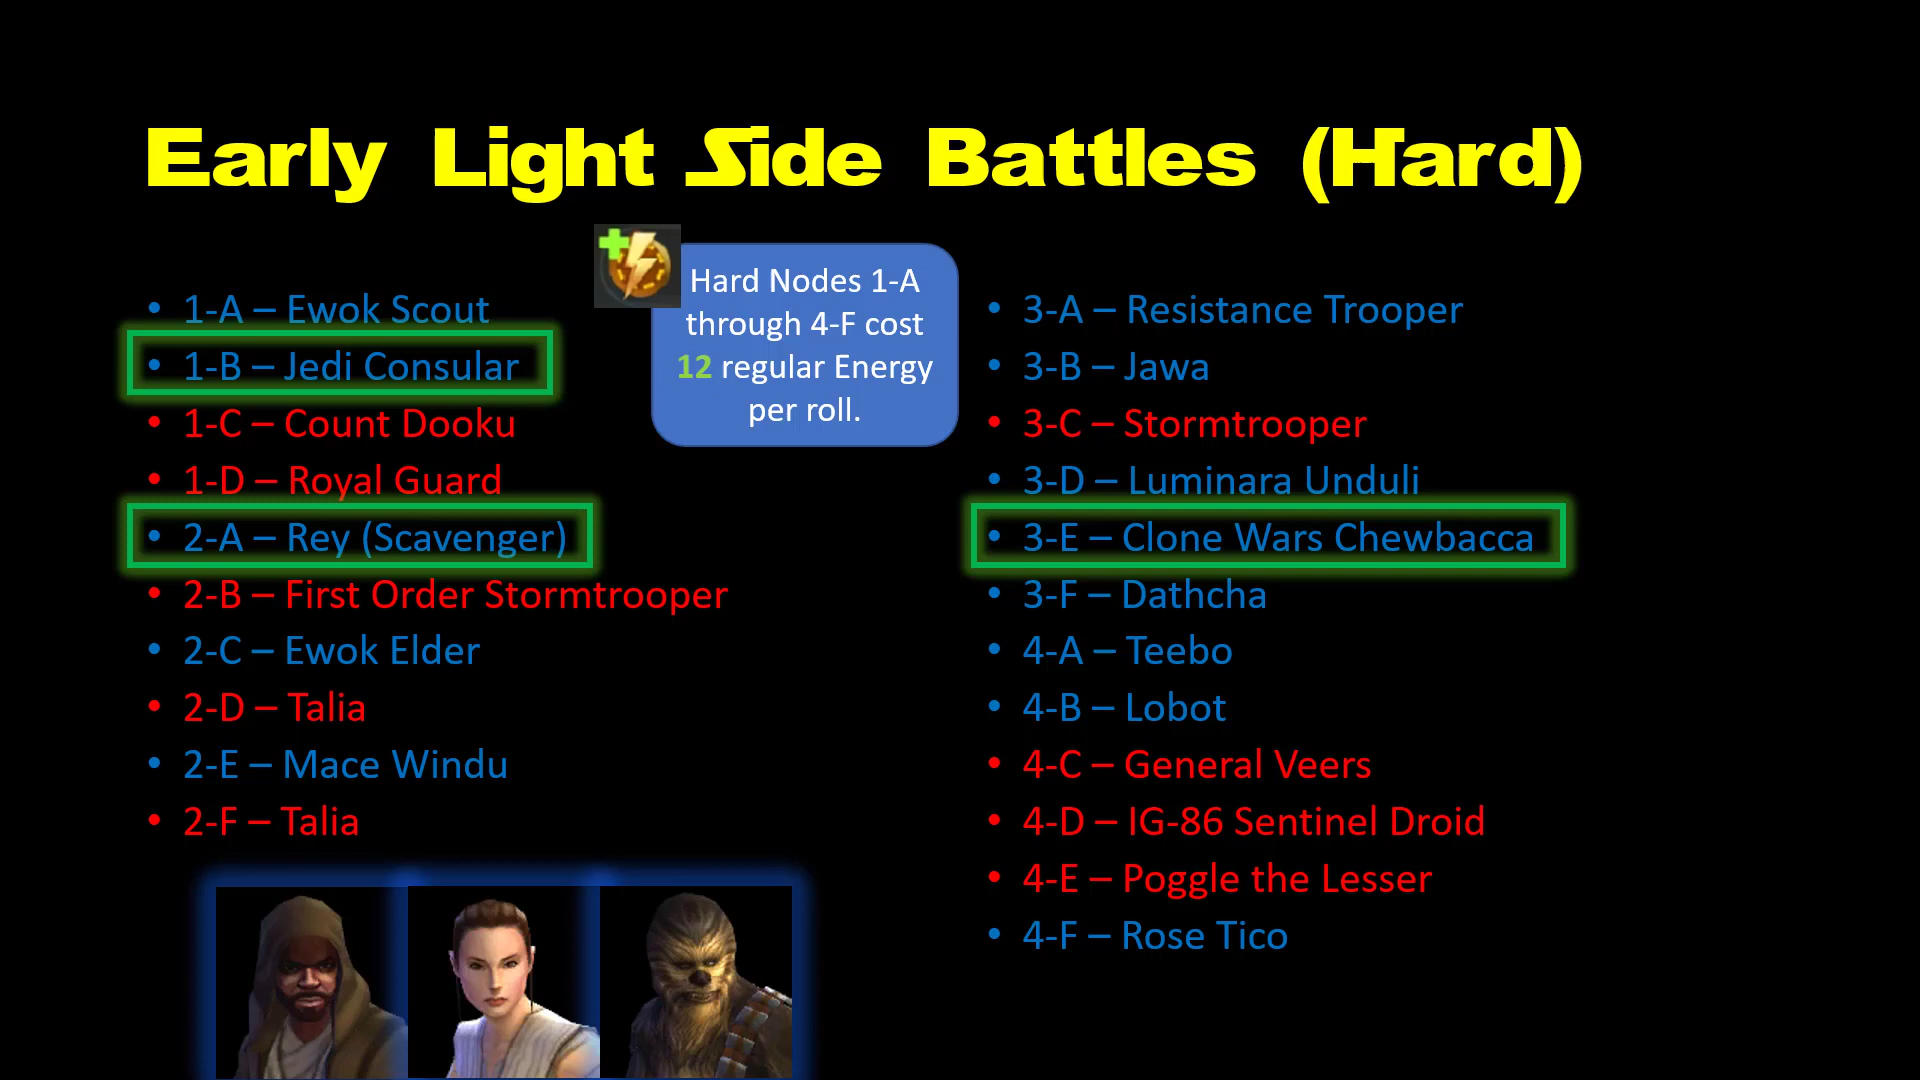 Early Light Side Battles (Hard)
Hard Nodes 1-A
through 4-F cost
12 regular Energy
per roll.
• 1-A – Ewok Scout
• 1-B – Jedi Consular
• 1-C – Count Dooku
• 1-D – Royal Guard
• 2-A – Rey (Scavenger)
• 2-B – First Order Stormtrooper
• 2-C – Ewok Elder
• 2-D – Talia
• 2-E – Mace Windu
• 2-F – Talia
• 3-A – Resistance Trooper
• 3-B – Jawa
• 3-C – Stormtrooper
• 3-D – Luminara Unduli
• 3-E – Clone Wars Chewbacca
• 3-F – Dathcha
• 4-A – Teebo
• 4-B – Lobot
• 4-C – General Veers
• 4-D – IG-86 Sentinel Droid
• 4-E – Poggle the Lesser
• 4-F – Rose Tico